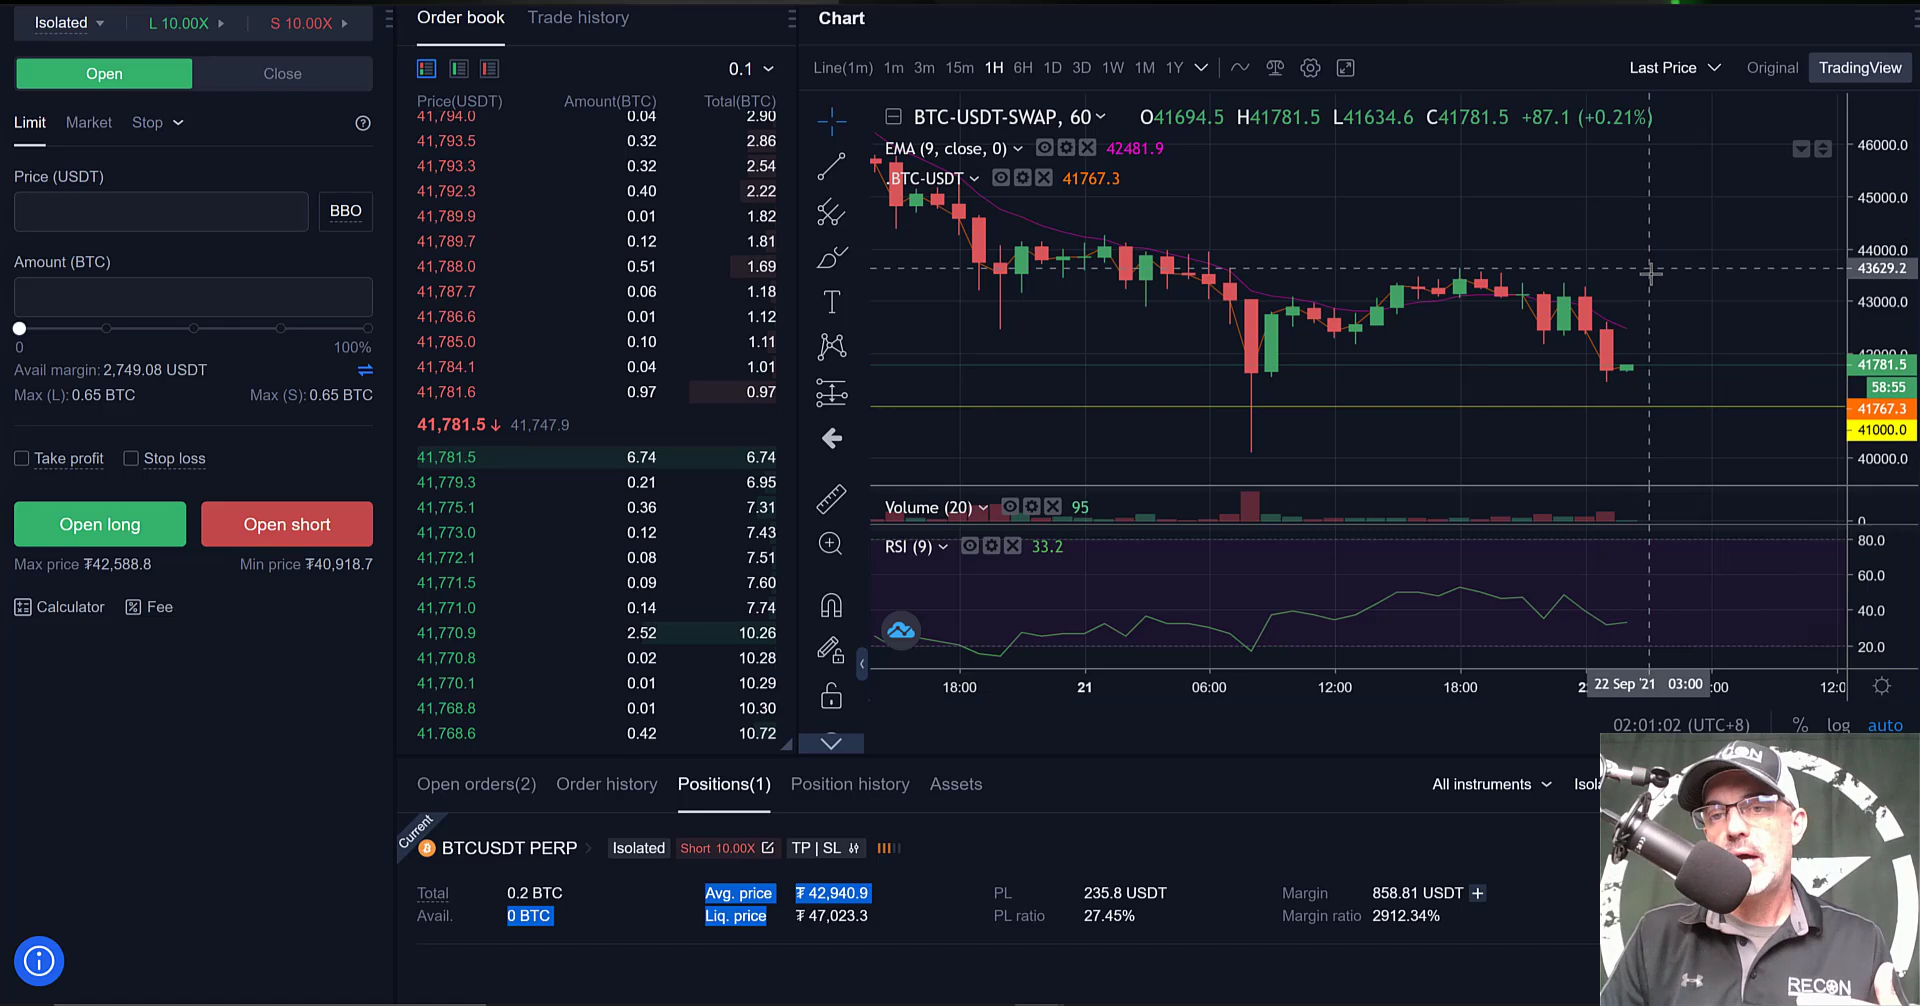 Isolated L 10.00X S 10.00X
Open Close
Limit Market Stop
Price (USDT)
BBO
Amount (BTC)
0 100%
Avail margin: 2,749.08 USDT
Max (L): 0.65 BTC Max (S): 0.65 BTC
Take profit Stop loss
Open long Open short
Max price ₮42,588.8 Min price ₮40,918.7
Calculator Fee
Order book Trade history
0.1
Price(USDT) Amount(BTC) Total(BTC)
41,794.0 0.04 2.90
41,793.5 0.32 2.86
41,793.3 0.32 2.54
41,792.3 0.40 2.22
41,789.9 0.01 1.82
41,789.7 0.12 1.81
41,788.0 0.51 1.69
41,787.7 0.06 1.18
41,786.6 0.01 1.12
41,785.0 0.10 1.11
41,784.1 0.04 1.01
41,781.6 0.97 0.97
41,781.5↓ 41,747.9
41,781.5 6.74 6.74
41,779.3 0.21 6.95
41,775.1 0.36 7.31
41,773.0 0.12 7.43
41,772.1 0.08 7.51
41,771.5 0.09 7.60
41,771.0 0.14 7.74
41,770.9 2.52 10.26
41,770.8 0.02 10.28
41,770.1 0.01 10.29
41,768.8 0.01 10.30
41,768.6 0.42 10.72
Chart
Line(1m) 1m 3m 15m 1H 6H 1D 3D 1W 1M 1Y Last Price Original TradingView
BTC-USDT-SWAP, 60 O41694.5 H41781.5 L41634.6 C41781.5 +87.1 (+0.21%)
EMA (9, close, 0) 42481.9
.BTC-USDT 41767.3
46000.0
45000.0
44000.0
43629.2
43000.0
42000.0
41781.5
58:55
41767.3
41000.0
40000.0
Volume (20) 95
0
RSI (9) 33.2
80.0
60.0
40.0
20.0
18:00 21 06:00 12:00 18:00 22 Sep '21 03:00 :00 12:0
02:01:02 (UTC+8) % log auto
Open orders(2) Order history Positions(1) Position history Assets All instruments Isola
Current
BTCUSDT PERP Isolated Short 10.00X TP | SL
Total 0.2 BTC Avg. price ₮ 42,940.9 PL 235.8 USDT Margin 858.81 USDT +
Avail. 0 BTC Liq. price ₮ 47,023.3 PL ratio 27.45% Margin ratio 2912.34%
RECON
RECON